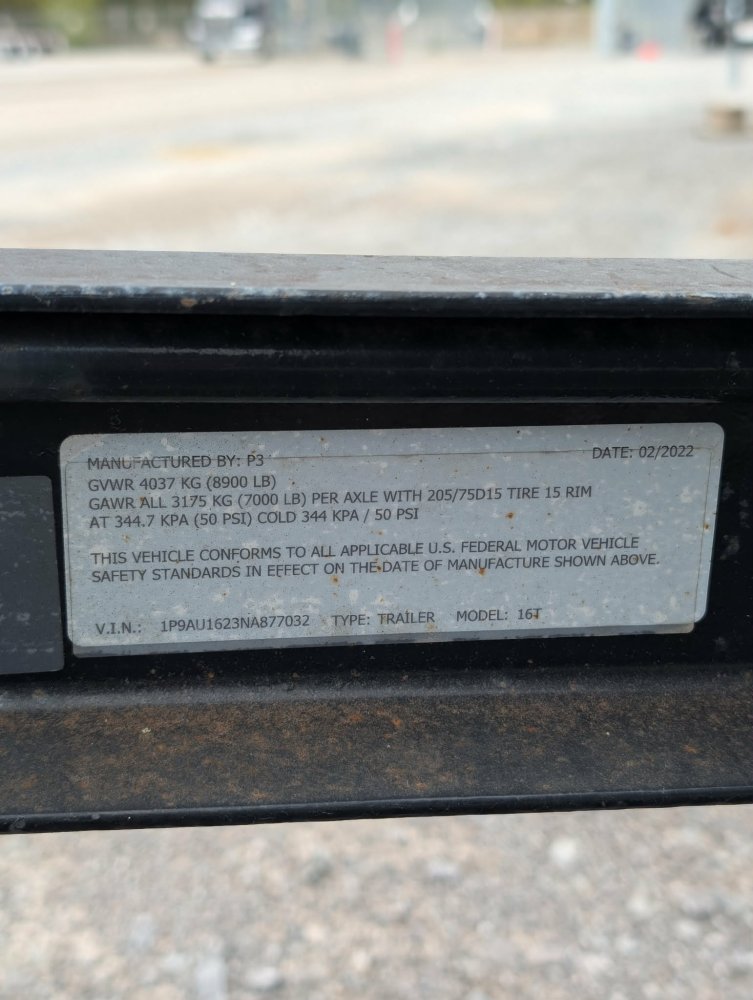 MANUFACTURED BY: P3 DATE: 02/2022
GVWR 4037 KG (8900 LB)
GAWR ALL 3175 KG (7000 LB) PER AXLE WITH 205/75D15 TIRE 15 RIM
AT 344.7 KPA (50 PSI) COLD 344 KPA / 50 PSI
THIS VEHICLE CONFORMS TO ALL APPLICABLE U.S. FEDERAL MOTOR VEHICLE
SAFETY STANDARDS IN EFFECT ON THE DATE OF MANUFACTURE SHOWN ABOVE.
V.I.N.: 1P9AU1623NA877032 TYPE: TRAILER MODEL: 16T